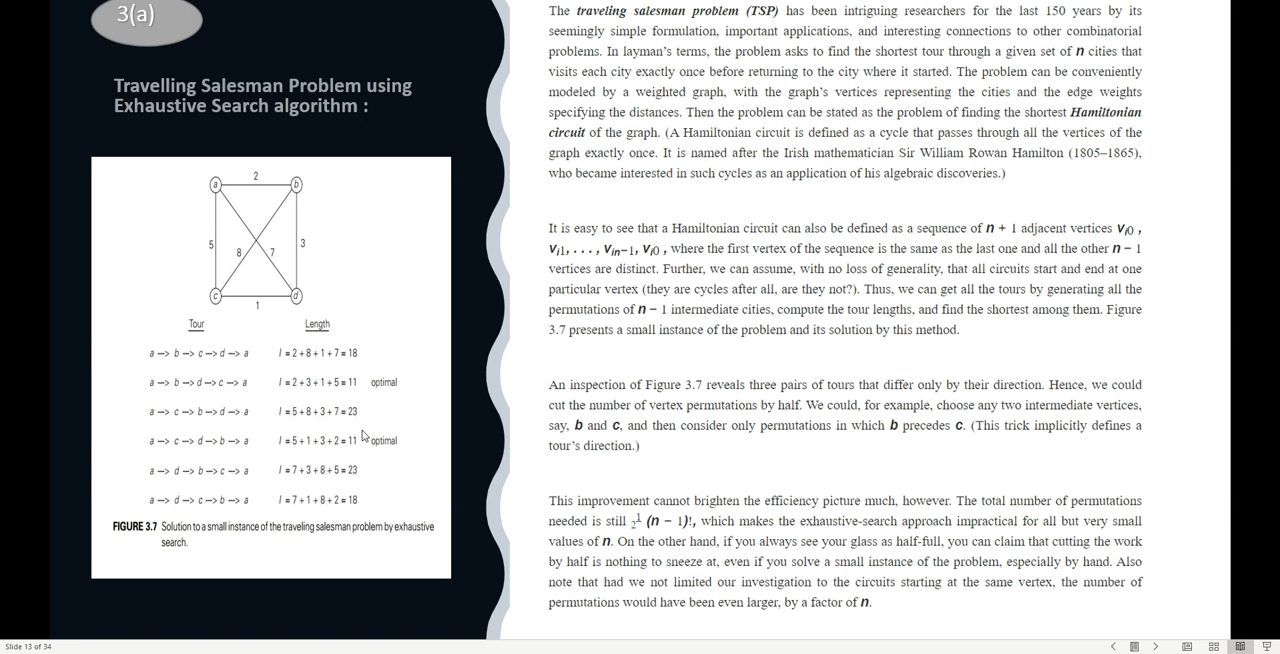 3(a)
Travelling Salesman Problem using
Exhaustive Search algorithm :
a 2 b
5 8 7 3
c 1 d
Tour Length
a —> b —> c —> d —> a l = 2 + 8 + 1 + 7 = 18
a —> b —> d —> c —> a l = 2 + 3 + 1 + 5 = 11 optimal
a —> c —> b —> d —> a l = 5 + 8 + 3 + 7 = 23
a —> c —> d —> b —> a l = 5 + 1 + 3 + 2 = 11 optimal
a —> d —> b —> c —> a l = 7 + 3 + 8 + 5 = 23
a —> d —> c —> b —> a l = 7 + 1 + 8 + 2 = 18
FIGURE 3.7 Solution to a small instance of the traveling salesman problem by exhaustive
search.
The traveling salesman problem (TSP) has been intriguing researchers for the last 150 years by its
seemingly simple formulation, important applications, and interesting connections to other combinatorial
problems. In layman's terms, the problem asks to find the shortest tour through a given set of n cities that
visits each city exactly once before returning to the city where it started. The problem can be conveniently
modeled by a weighted graph, with the graph's vertices representing the cities and the edge weights
specifying the distances. Then the problem can be stated as the problem of finding the shortest Hamiltonian
circuit of the graph. (A Hamiltonian circuit is defined as a cycle that passes through all the vertices of the
graph exactly once. It is named after the Irish mathematician Sir William Rowan Hamilton (1805–1865),
who became interested in such cycles as an application of his algebraic discoveries.)
It is easy to see that a Hamiltonian circuit can also be defined as a sequence of n + 1 adjacent vertices vi0 ,
vi1, . . . , vin−1, vi0 , where the first vertex of the sequence is the same as the last one and all the other n − 1
vertices are distinct. Further, we can assume, with no loss of generality, that all circuits start and end at one
particular vertex (they are cycles after all, are they not?). Thus, we can get all the tours by generating all the
permutations of n − 1 intermediate cities, compute the tour lengths, and find the shortest among them. Figure
3.7 presents a small instance of the problem and its solution by this method.
An inspection of Figure 3.7 reveals three pairs of tours that differ only by their direction. Hence, we could
cut the number of vertex permutations by half. We could, for example, choose any two intermediate vertices,
say, b and c, and then consider only permutations in which b precedes c. (This trick implicitly defines a
tour's direction.)
This improvement cannot brighten the efficiency picture much, however. The total number of permutations
needed is still 21 (n − 1)!, which makes the exhaustive-search approach impractical for all but very small
values of n. On the other hand, if you always see your glass as half-full, you can claim that cutting the work
by half is nothing to sneeze at, even if you solve a small instance of the problem, especially by hand. Also
note that had we not limited our investigation to the circuits starting at the same vertex, the number of
permutations would have been even larger, by a factor of n.
Slide 13 of 34